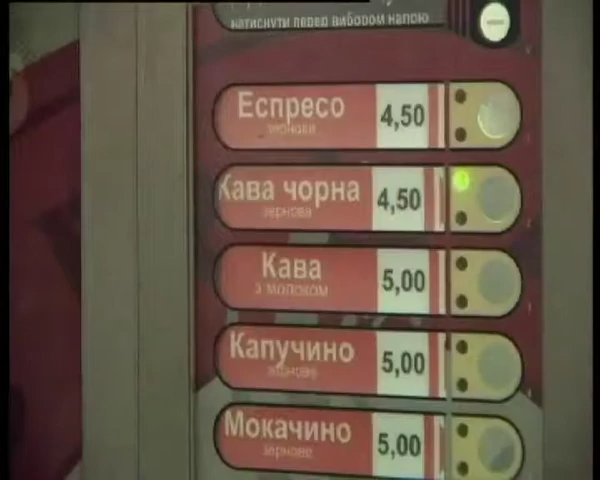 натиснути перед вибором напою
Еспресо
зернове
4,50
Кава чорна
зернова
4,50
Кава
з молоком
5,00
Капучино
зернове
5,00
Мокачино
зернове
5,00